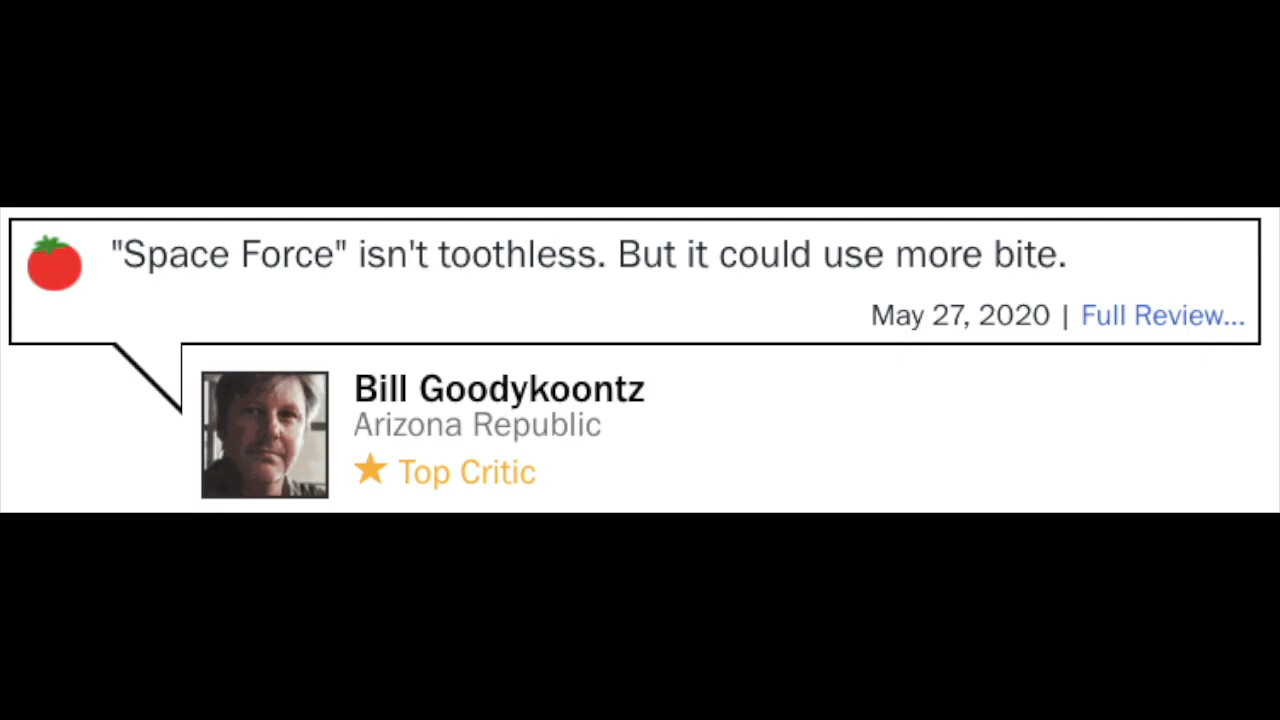 "Space Force" isn't toothless. But it could use more bite.
May 27, 2020 | Full Review...
Bill Goodykoontz
Arizona Republic
Top Critic